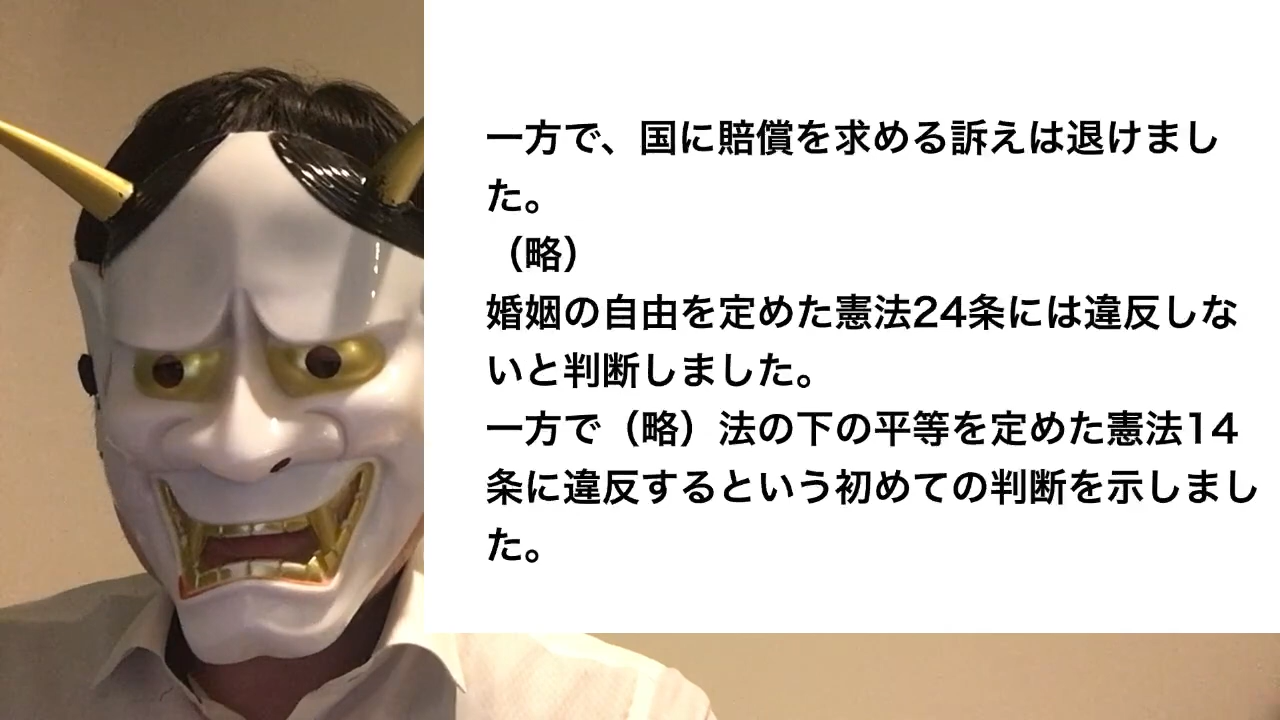 一方で、国に賠償を求める訴えは退けまし
た。
（略）
婚姻の自由を定めた憲法24条には違反しな
いと判断しました。
一方で（略）法の下の平等を定めた憲法14
条に違反するという初めての判断を示しまし
た。